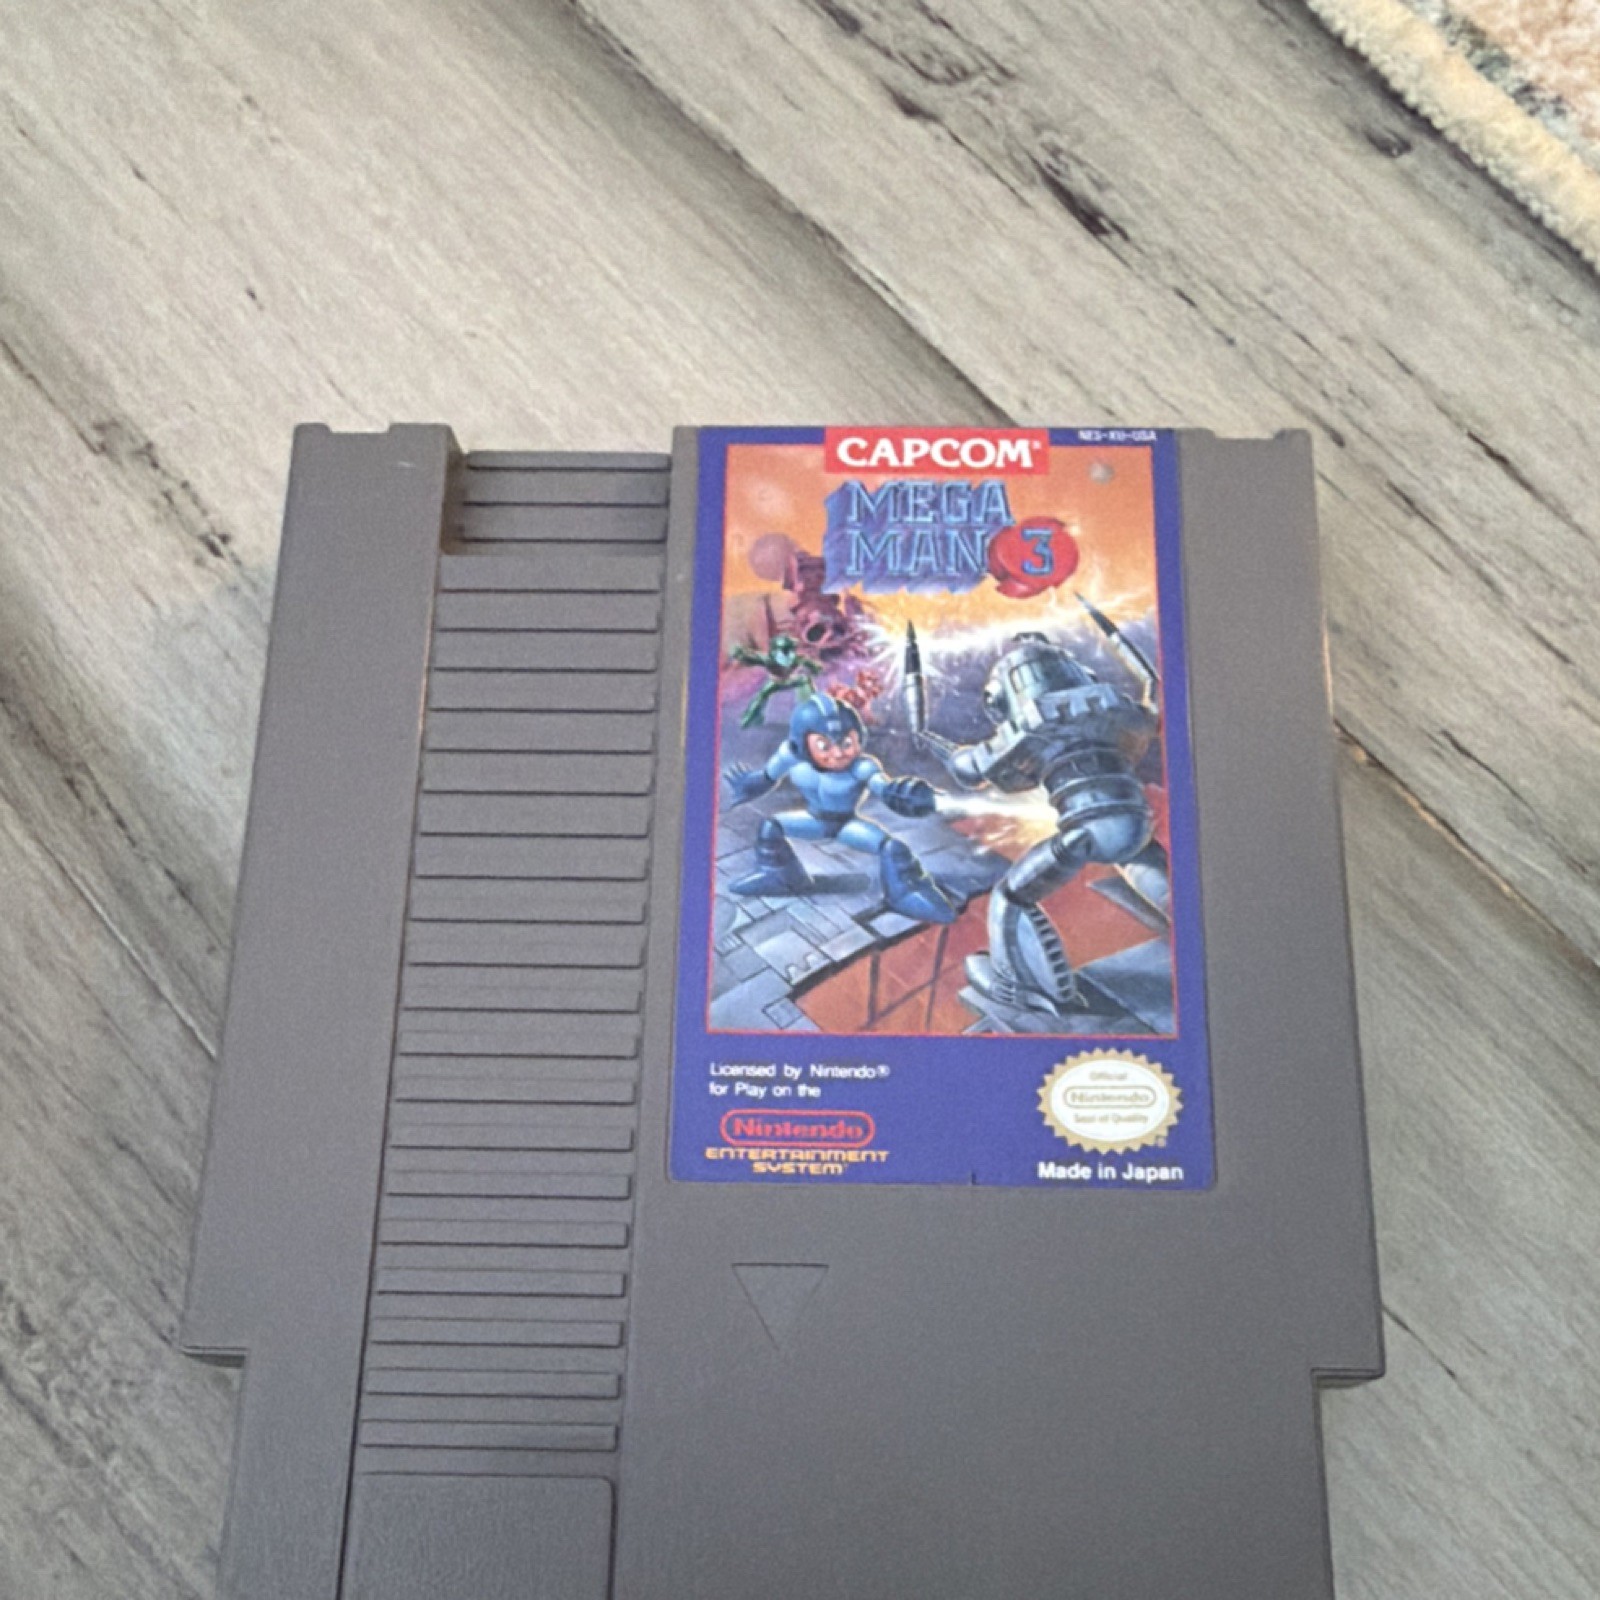 CAPCOM®
NES-XU-USA
MEGA
MAN 3
Licensed by Nintendo®
for Play on the
Nintendo
ENTERTAINMENT
SYSTEM
Official
Nintendo
Seal of Quality
Made in Japan